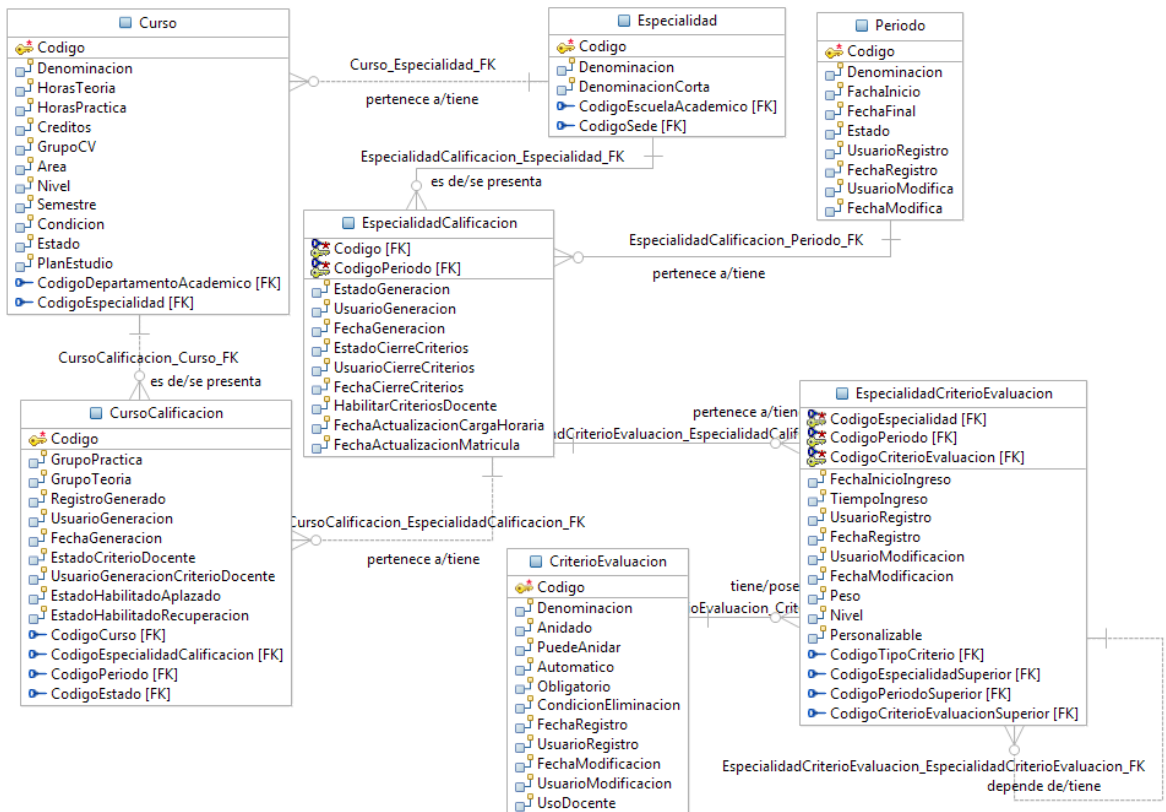 Curso
Codigo
Denominacion
HorasTeoria
HorasPractica
Creditos
GrupoCV
Area
Nivel
Semestre
Condicion
Estado
PlanEstudio
CodigoDepartamentoAcademico [FK]
CodigoEspecialidad [FK]
Curso_Especialidad_FK
pertenece a/tiene
Especialidad
Codigo
Denominacion
DenominacionCorta
CodigoEscuelaAcademico [FK]
CodigoSede [FK]
Periodo
Codigo
Denominacion
FachaInicio
FechaFinal
Estado
UsuarioRegistro
FechaRegistro
UsuarioModifica
FechaModifica
EspecialidadCalificacion_Especialidad_FK
es de/se presenta
EspecialidadCalificacion
Codigo [FK]
CodigoPeriodo [FK]
EstadoGeneracion
UsuarioGeneracion
FechaGeneracion
EstadoCierreCriterios
UsuarioCierreCriterios
FechaCierreCriterios
HabilitarCriteriosDocente
FechaActualizacionCargaHoraria
FechaActualizacionMatricula
EspecialidadCalificacion_Periodo_FK
pertenece a/tiene
CursoCalificacion_Curso_FK
es de/se presenta
CursoCalificacion
Codigo
GrupoPractica
GrupoTeoria
RegistroGenerado
UsuarioGeneracion
FechaGeneracion
EstadoCriterioDocente
UsuarioGeneracionCriterioDocente
EstadoHabilitadoAplazado
EstadoHabilitadoRecuperacion
CodigoCurso [FK]
CodigoEspecialidadCalificacion [FK]
CodigoPeriodo [FK]
CodigoEstado [FK]
CursoCalificacion_EspecialidadCalificacion_FK
pertenece a/tiene
pertenece a/tiene
adCriterioEvaluacion_EspecialidadCalif
EspecialidadCriterioEvaluacion
CodigoEspecialidad [FK]
CodigoPeriodo [FK]
CodigoCriterioEvaluacion [FK]
FechaInicioIngreso
TiempoIngreso
UsuarioRegistro
FechaRegistro
UsuarioModificacion
FechaModificacion
Peso
Nivel
Personalizable
CodigoTipoCriterio [FK]
CodigoEspecialidadSuperior [FK]
CodigoPeriodoSuperior [FK]
CodigoCriterioEvaluacionSuperior [FK]
CriterioEvaluacion
Codigo
Denominacion
Anidado
PuedeAnidar
Automatico
Obligatorio
CondicionEliminacion
FechaRegistro
UsuarioRegistro
FechaModificacion
UsuarioModificacion
UsoDocente
tiene/pose
oEvaluacion_Crite
EspecialidadCriterioEvaluacion_EspecialidadCriterioEvaluacion_FK
depende de/tiene